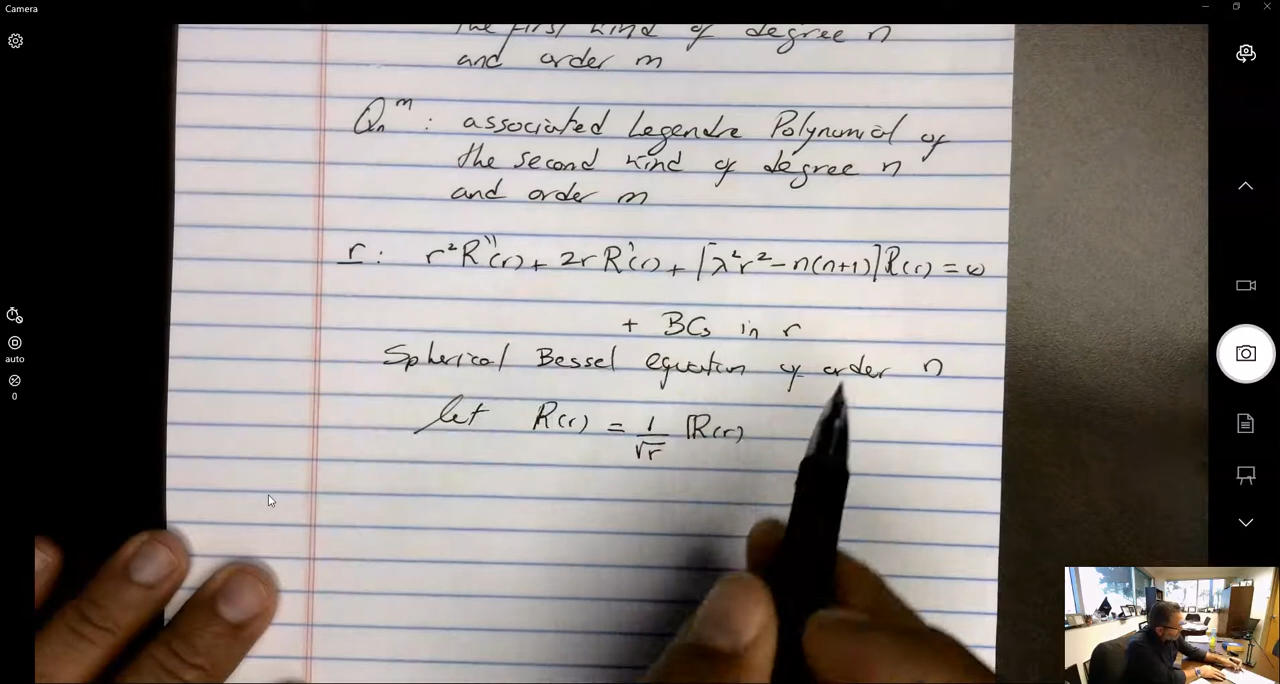 Camera
the first kind of degree n
and order m
Qₙᵐ : associated Legendre Polynomial of
the second kind of degree n
and order m
r : r²R''(r) + 2r R'(r) + [λ²r² - n(n+1)]R(r) = 0
+ BCs in r
Spherical Bessel equation of order n
let R(r) = 1/√r ℝ(r)
auto
0